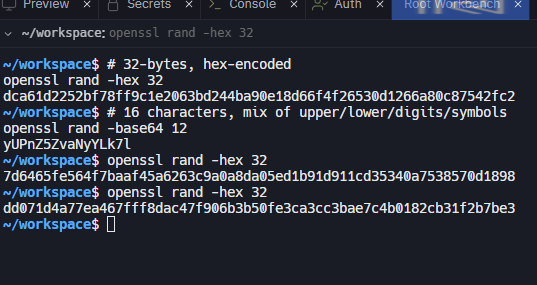 Preview × Secrets × Console × Auth × Root Workbench ×
~/workspace: openssl rand -hex 32
~/workspace$ # 32-bytes, hex-encoded
openssl rand -hex 32
dca61d2252bf78ff9c1e2063bd244ba90e18d66f4f26530d1266a80c87542fc2
~/workspace$ # 16 characters, mix of upper/lower/digits/symbols
openssl rand -base64 12
yUPnZ5ZvaNyYLk7l
~/workspace$ openssl rand -hex 32
7d6465fe564f7baaf45a6263c9a0a8da05ed1b91d911cd35340a7538570d1898
~/workspace$ openssl rand -hex 32
dd071d4a77ea467fff8dac47f906b3b50fe3ca3cc3bae7c4b0182cb31f2b7be3
~/workspace$